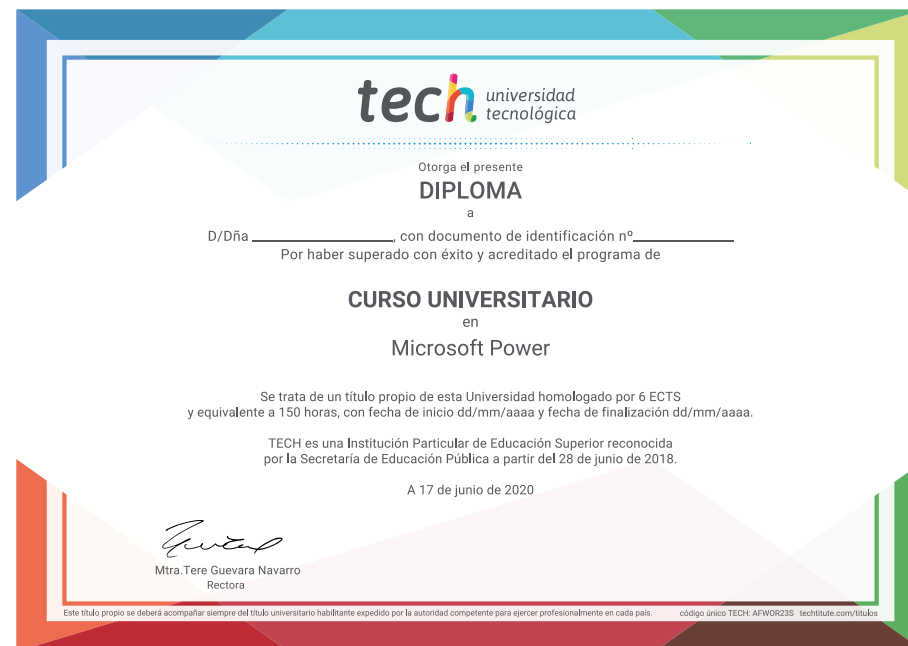 tech universidad
tecnológica
Otorga el presente
DIPLOMA
a
D/Dña ____________________, con documento de identificación nº______________
Por haber superado con éxito y acreditado el programa de
CURSO UNIVERSITARIO
en
Microsoft Power
Se trata de un título propio de esta Universidad homologado por 6 ECTS
y equivalente a 150 horas, con fecha de inicio dd/mm/aaaa y fecha de finalización dd/mm/aaaa.
TECH es una Institución Particular de Educación Superior reconocida
por la Secretaría de Educación Pública a partir del 28 de junio de 2018.
A 17 de junio de 2020
Mtra.Tere Guevara Navarro
Rectora
Este título propio se deberá acompañar siempre del título universitario habilitante expedido por la autoridad competente para ejercer profesionalmente en cada país. código único TECH: AFWOR23S techtitute.com/titulos